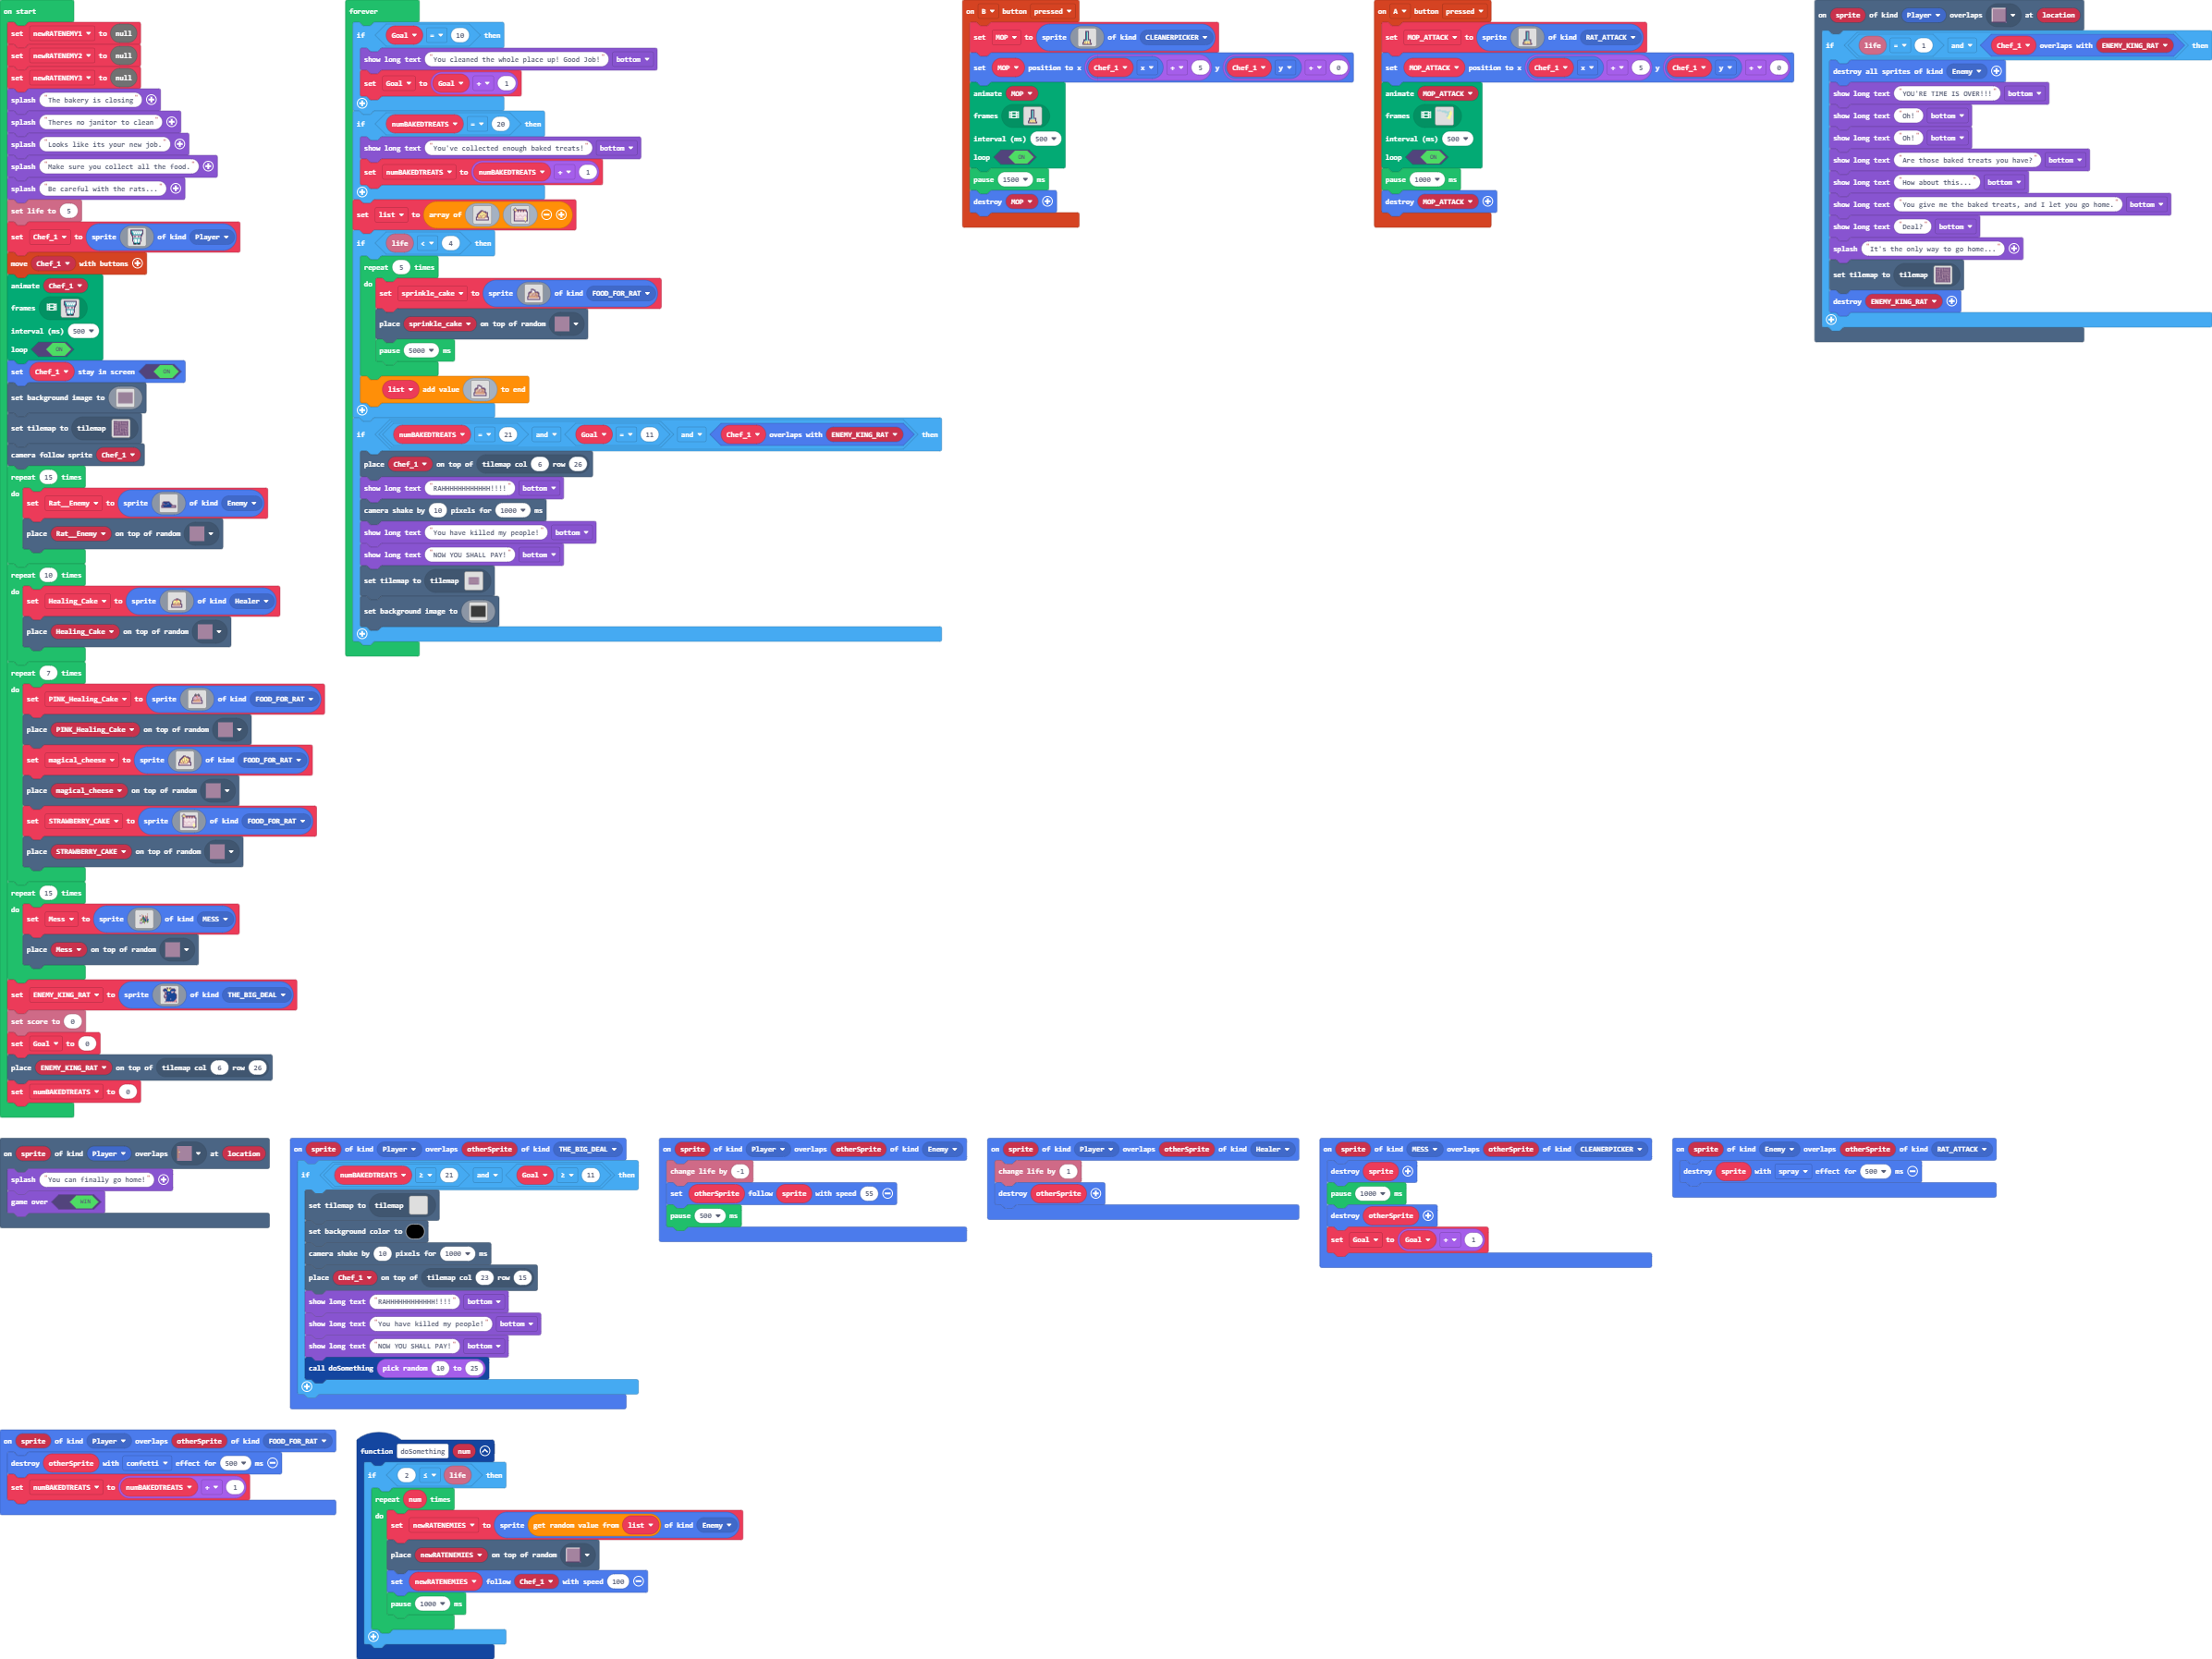 on start
set newRATENEMY1 to null
set newRATENEMY2 to null
set newRATENEMY3 to null
splash "The bakery is closing"
splash "Theres no janitor to clean"
splash "Looks like its your new job."
splash "Make sure you collect all the food."
splash "Be careful with the rats..."
set life to 5
set Chef_1 to sprite of kind Player
move Chef_1 with buttons
animate Chef_1
frames
interval (ms) 500
loop ON
set Chef_1 stay in screen ON
set background image to
set tilemap to tilemap
camera follow sprite Chef_1
repeat 15 times
do
set Rat__Enemy to sprite of kind Enemy
place Rat__Enemy on top of random
repeat 10 times
do
set Healing_Cake to sprite of kind Healer
place Healing_Cake on top of random
repeat 7 times
do
set PINK_Healing_Cake to sprite of kind FOOD_FOR_RAT
place PINK_Healing_Cake on top of random
set magical_cheese to sprite of kind FOOD_FOR_RAT
place magical_cheese on top of random
set STRAWBERRY_CAKE to sprite of kind FOOD_FOR_RAT
place STRAWBERRY_CAKE on top of random
repeat 15 times
do
set Mess to sprite of kind MESS
place Mess on top of random
set ENEMY_KING_RAT to sprite of kind THE_BIG_DEAL
set score to 0
set Goal to 0
place ENEMY_KING_RAT on top of tilemap col 6 row 26
set numBAKEDTREATS to 0
forever
if Goal = 10 then
show long text "You cleaned the whole place up! Good Job!" bottom
set Goal to Goal + 1
if numBAKEDTREATS = 20 then
show long text "You've collected enough baked treats!" bottom
set numBAKEDTREATS to numBAKEDTREATS + 1
set list to array of
if life < 4 then
repeat 5 times
do
set sprinkle_cake to sprite of kind FOOD_FOR_RAT
place sprinkle_cake on top of random
pause 5000 ms
list add value to end
if numBAKEDTREATS = 21 and Goal = 11 and Chef_1 overlaps with ENEMY_KING_RAT then
place Chef_1 on top of tilemap col 6 row 26
show long text "RAHHHHHHHHHHHH!!!!" bottom
camera shake by 10 pixels for 1000 ms
show long text "You have killed my people!" bottom
show long text "NOW YOU SHALL PAY!" bottom
set tilemap to tilemap
set background image to
on B button pressed
set MOP to sprite of kind CLEANERPICKER
set MOP position to x Chef_1 x + 5 y Chef_1 y + 0
animate MOP
frames
interval (ms) 500
loop ON
pause 1500 ms
destroy MOP
on A button pressed
set MOP_ATTACK to sprite of kind RAT_ATTACK
set MOP_ATTACK position to x Chef_1 x + 5 y Chef_1 y + 0
animate MOP_ATTACK
frames
interval (ms) 500
loop ON
pause 1000 ms
destroy MOP_ATTACK
on sprite of kind Player overlaps at location
if life = 1 and Chef_1 overlaps with ENEMY_KING_RAT then
destroy all sprites of kind Enemy
show long text "YOU'RE TIME IS OVER!!!" bottom
show long text "Oh!" bottom
show long text "Oh!" bottom
show long text "Are those baked treats you have?" bottom
show long text "How about this..." bottom
show long text "You give me the baked treats, and I let you go home." bottom
show long text "Deal?" bottom
splash "It's the only way to go home..."
set tilemap to tilemap
destroy ENEMY_KING_RAT
on sprite of kind Player overlaps at location
splash "You can finally go home!"
game over WIN
on sprite of kind Player overlaps otherSprite of kind THE_BIG_DEAL
if numBAKEDTREATS ≥ 21 and Goal ≥ 11 then
set tilemap to tilemap
set background color to
camera shake by 10 pixels for 1000 ms
place Chef_1 on top of tilemap col 23 row 15
show long text "RAHHHHHHHHHHHH!!!!" bottom
show long text "You have killed my people!" bottom
show long text "NOW YOU SHALL PAY!" bottom
call doSomething pick random 10 to 25
on sprite of kind Player overlaps otherSprite of kind Enemy
change life by -1
set otherSprite follow sprite with speed 55
pause 500 ms
on sprite of kind Player overlaps otherSprite of kind Healer
change life by 1
destroy otherSprite
on sprite of kind MESS overlaps otherSprite of kind CLEANERPICKER
destroy sprite
pause 1000 ms
destroy otherSprite
set Goal to Goal + 1
on sprite of kind Enemy overlaps otherSprite of kind RAT_ATTACK
destroy sprite with spray effect for 500 ms
on sprite of kind Player overlaps otherSprite of kind FOOD_FOR_RAT
destroy otherSprite with confetti effect for 500 ms
set numBAKEDTREATS to numBAKEDTREATS + 1
function doSomething num
if 2 ≤ life then
repeat num times
do
set newRATENEMIES to sprite get random value from list of kind Enemy
place newRATENEMIES on top of random
set newRATENEMIES follow Chef_1 with speed 100
pause 1000 ms